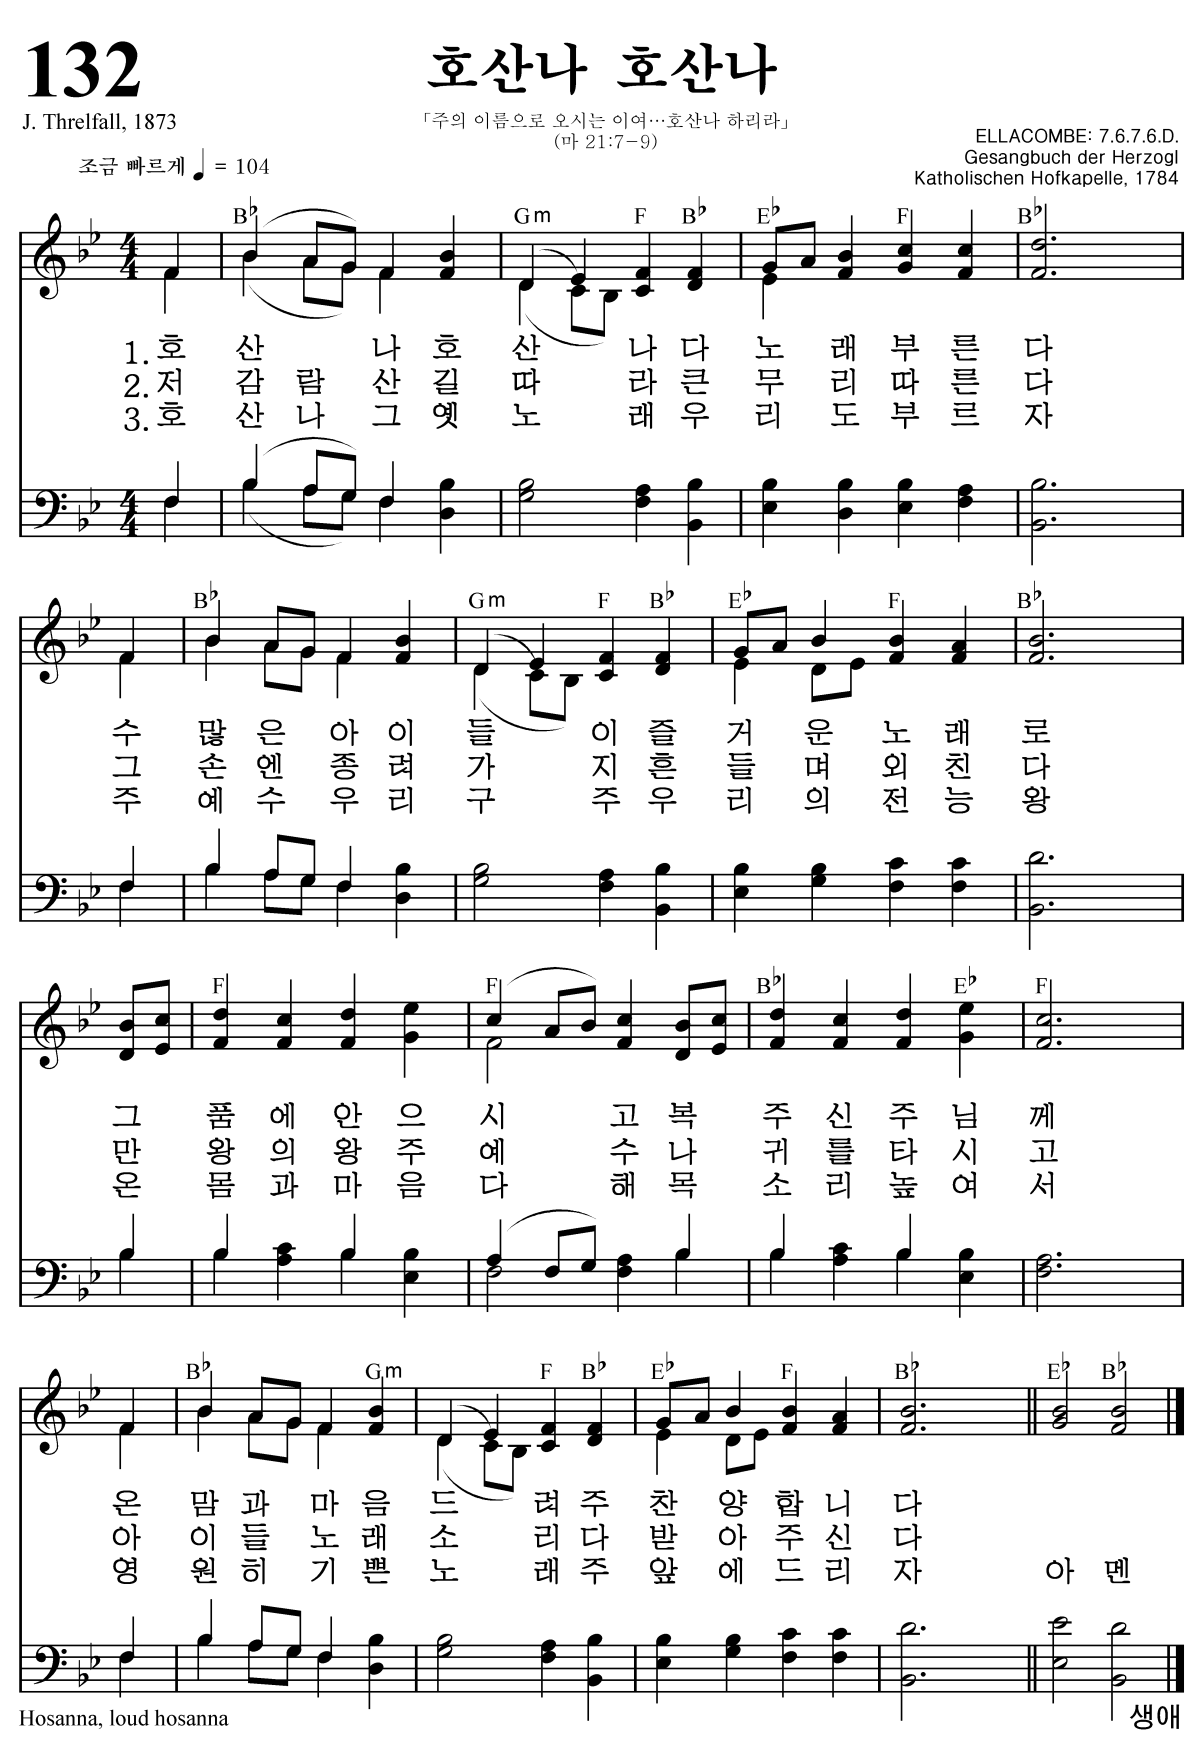 132
호산나 호산나
J. Threlfall, 1873
「주의 이름으로 오시는 이여…호산나 하리라」
(마 21:7-9)
ELLACOMBE: 7.6.7.6.D.
Gesangbuch der Herzogl
Katholischen Hofkapelle, 1784
조금 빠르게 ♩ = 104
B♭ Gm F B♭ E♭ F B♭
1. 호 산 나 호 산 나 다 노 래 부 른 다
2. 저 감 람 산 길 따 라 큰 무 리 따 른 다
3. 호 산 나 그 옛 노 래 우 리 도 부 르 자
B♭ Gm F B♭ E♭ F B♭
수 많 은 아 이 들 이 즐 거 운 노 래 로
그 손 엔 종 려 가 지 흔 들 며 외 친 다
주 예 수 우 리 구 주 우 리 의 전 능 왕
F F B♭ E♭ F
그 품 에 안 으 시 고 복 주 신 주 님 께
만 왕 의 왕 주 예 수 나 귀 를 타 시 고
온 몸 과 마 음 다 해 목 소 리 높 여 서
B♭ Gm F B♭ E♭ F B♭ E♭ B♭
온 맘 과 마 음 드 려 주 찬 양 합 니 다
아 이 들 노 래 소 리 다 받 아 주 신 다
영 원 히 기 쁜 노 래 주 앞 에 드 리 자 아 멘
Hosanna, loud hosanna
생애